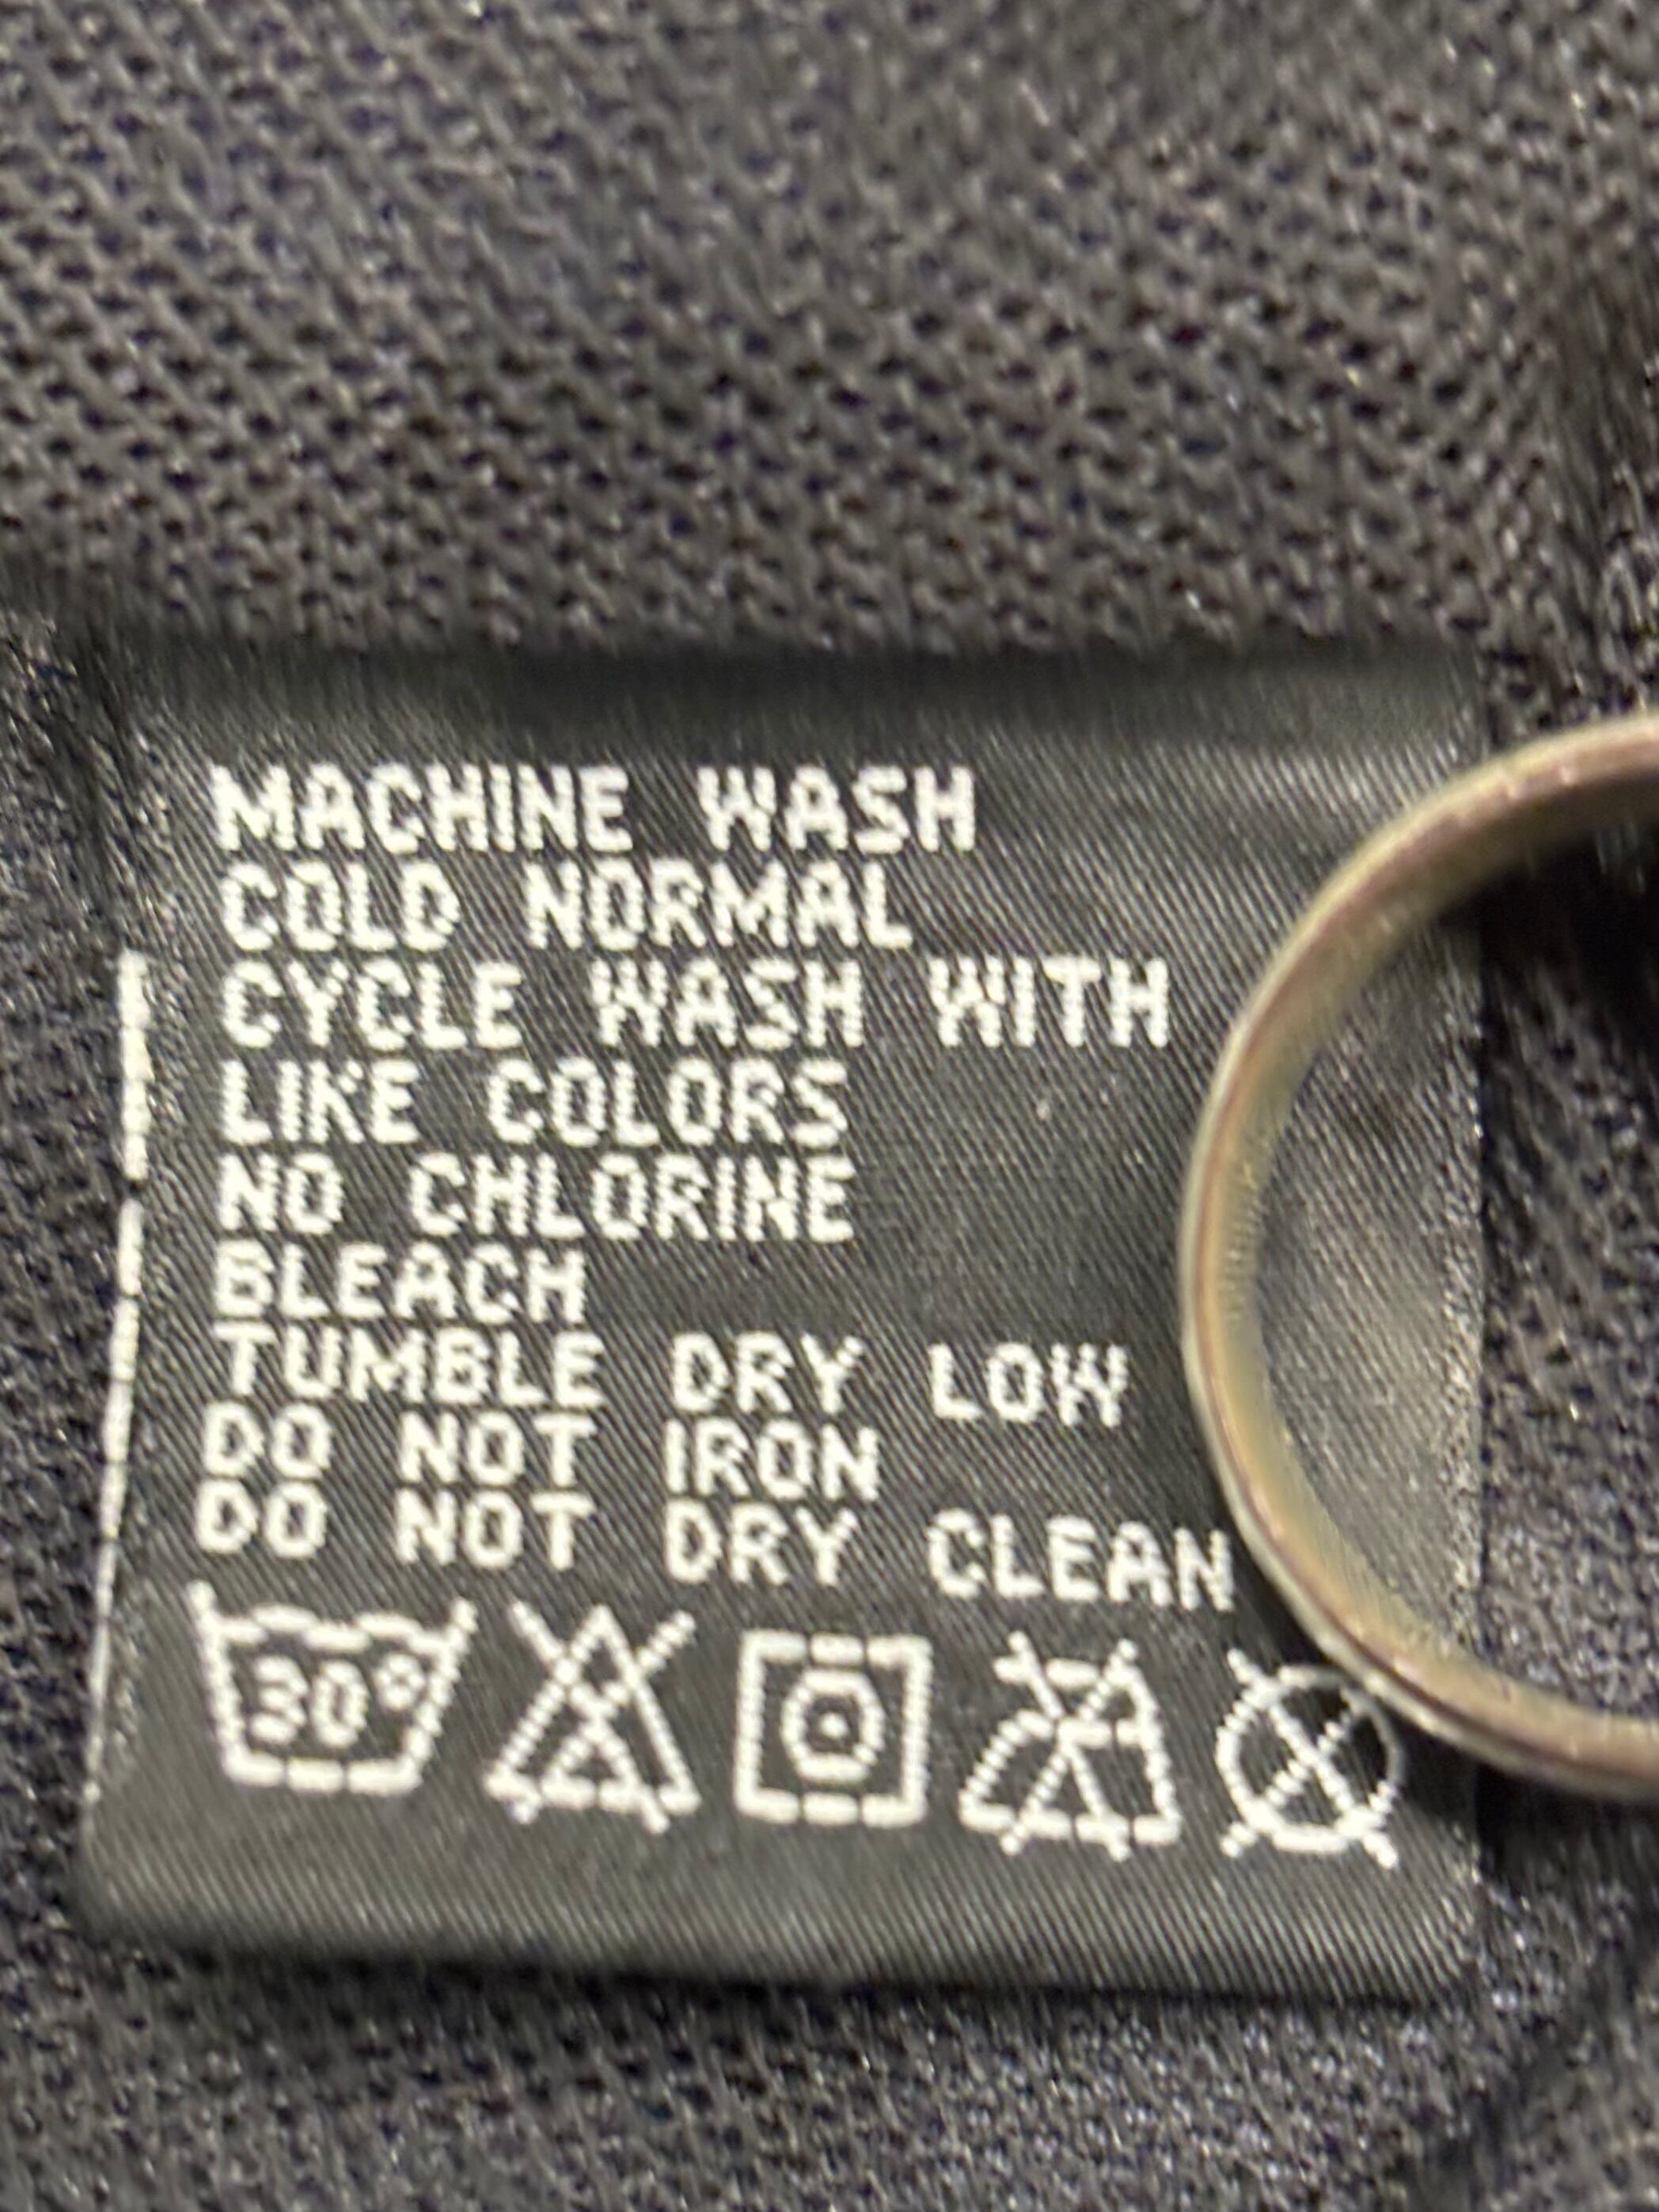 MACHINE WASH
COLD NORMAL
CYCLE WASH WITH
LIKE COLORS
NO CHLORINE
BLEACH
TUMBLE DRY LOW
DO NOT IRON
DO NOT DRY CLEAN
30°